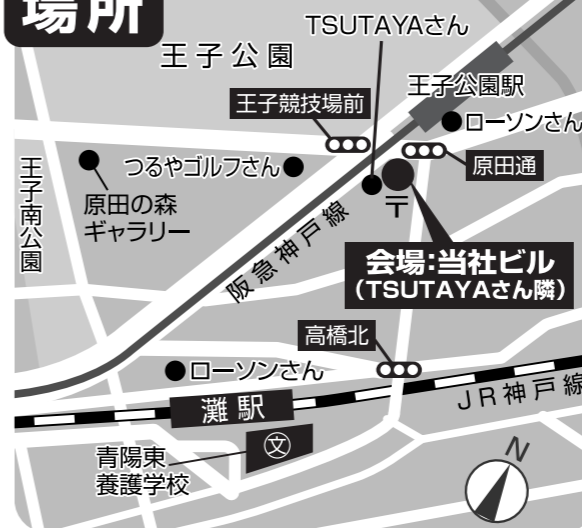 場所
TSUTAYAさん
王子公園
王子公園駅
王子競技場前
ローソンさん
原田通
つるやゴルフさん
原田の森
ギャラリー
王子南公園
〒
阪急神戸線
会場:当社ビル
(TSUTAYAさん隣)
高橋北
ローソンさん
JR神戸線
灘駅
文
青陽東
養護学校
N